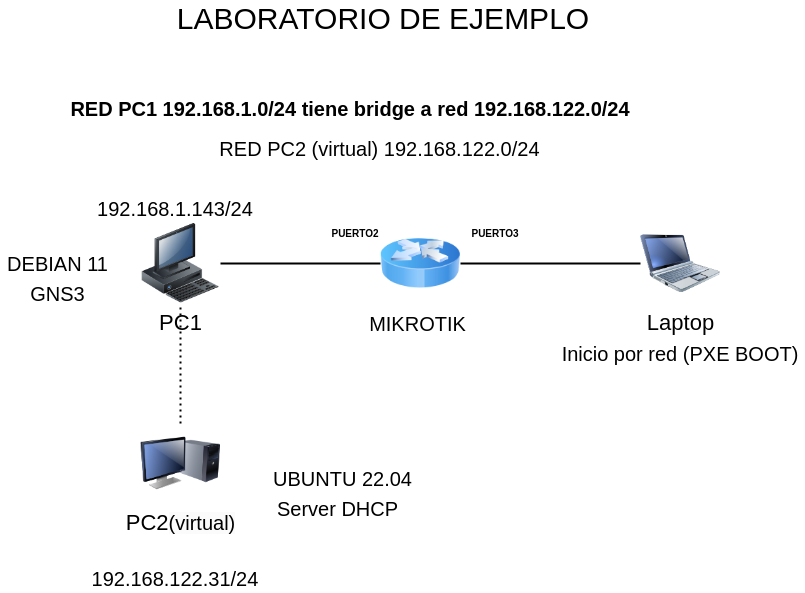 LABORATORIO DE EJEMPLO
RED PC1 192.168.1.0/24 tiene bridge a red 192.168.122.0/24
RED PC2 (virtual) 192.168.122.0/24
192.168.1.143/24
PUERTO2
PUERTO3
DEBIAN 11
GNS3
PC1
MIKROTIK
Laptop
Inicio por red (PXE BOOT)
UBUNTU 22.04
Server DHCP
PC2(virtual)
192.168.122.31/24